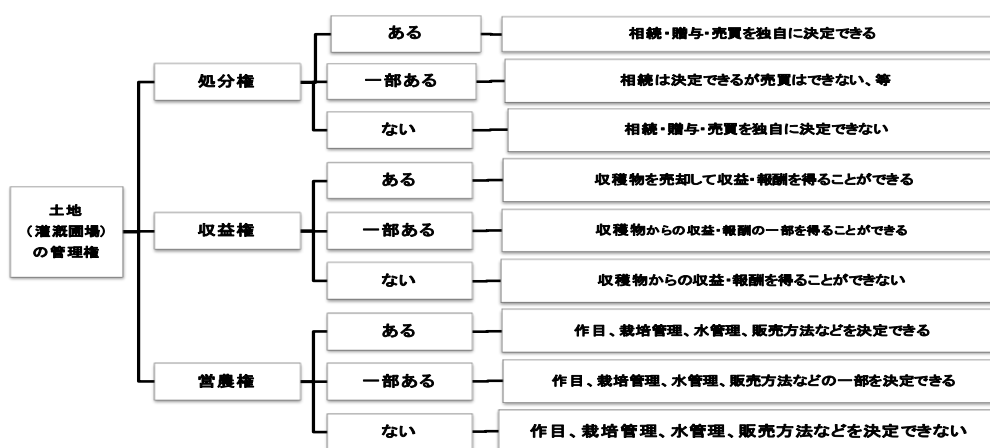 土地
（灌漑圃場）
の管理権
処分権
ある
相続・贈与・売買を独自に決定できる
一部ある
相続は決定できるが売買はできない、等
ない
相続・贈与・売買を独自に決定できない
収益権
ある
収穫物を売却して収益・報酬を得ることができる
一部ある
収穫物からの収益・報酬の一部を得ることができる
ない
収穫物からの収益・報酬を得ることができない
営農権
ある
作目、栽培管理、水管理、販売方法などを決定できる
一部ある
作目、栽培管理、水管理、販売方法などの一部を決定できる
ない
作目、栽培管理、水管理、販売方法などを決定できない